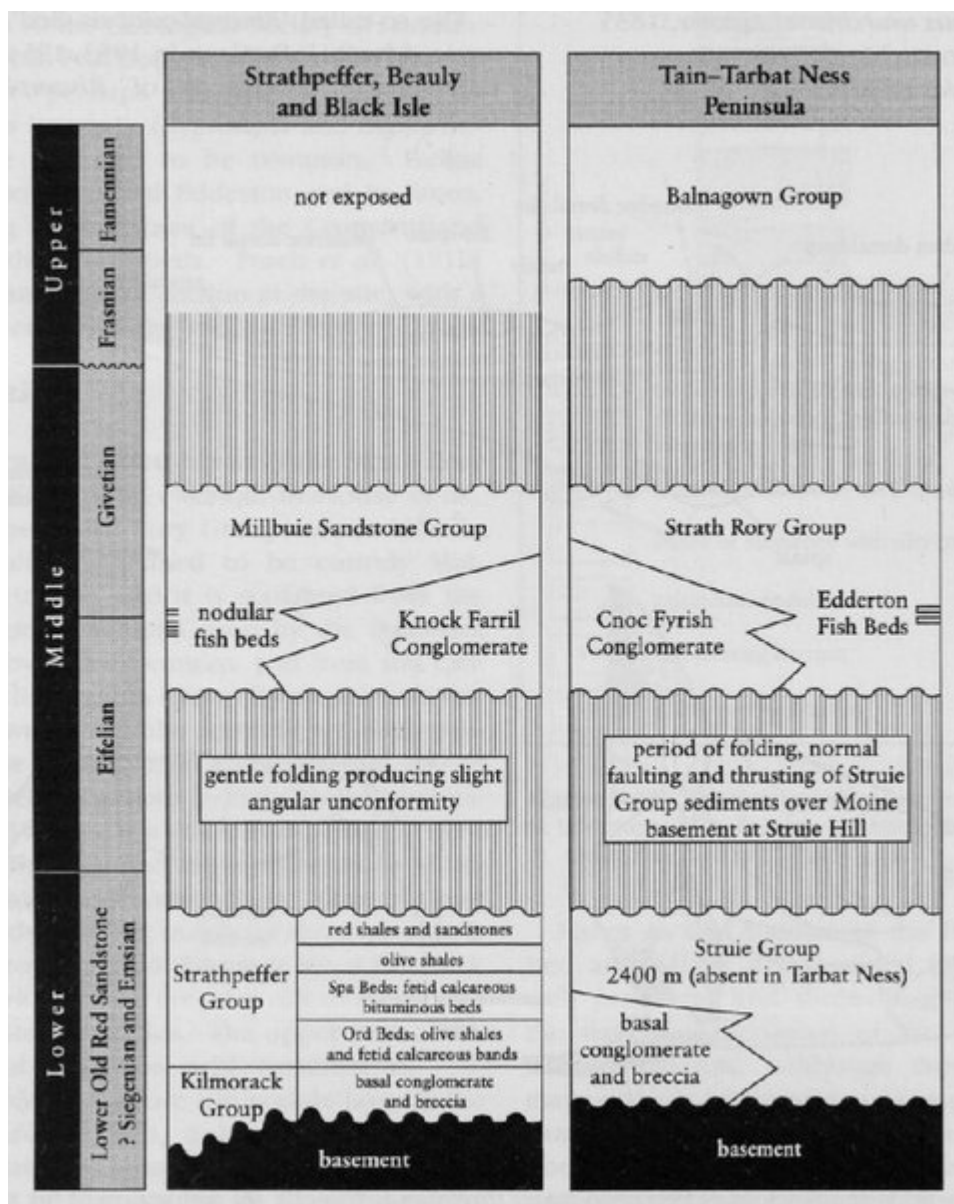 Strathpeffer, Beauly
and Black Isle
Tain–Tarbat Ness
Peninsula
Upper
Famennian
Frasnian
Middle
Givetian
Eifelian
Lower
Lower Old Red Sandstone
? Siegenian and Emsian
not exposed
Millbuie Sandstone Group
nodular
fish beds
Knock Farril
Conglomerate
gentle folding producing slight
angular unconformity
Strathpeffer
Group
red shales and sandstones
olive shales
Spa Beds: fetid calcareous
bituminous beds
Ord Beds: olive shales
and fetid calcareous bands
Kilmorack
Group
basal conglomerate
and breccia
basement
Balnagown Group
Strath Rory Group
Cnoc Fyrish
Conglomerate
Edderton
Fish Beds
period of folding, normal
faulting and thrusting of Struie
Group sediments over Moine
basement at Struie Hill
Struie Group
2400 m (absent in Tarbat Ness)
basal
conglomerate
and breccia
basement